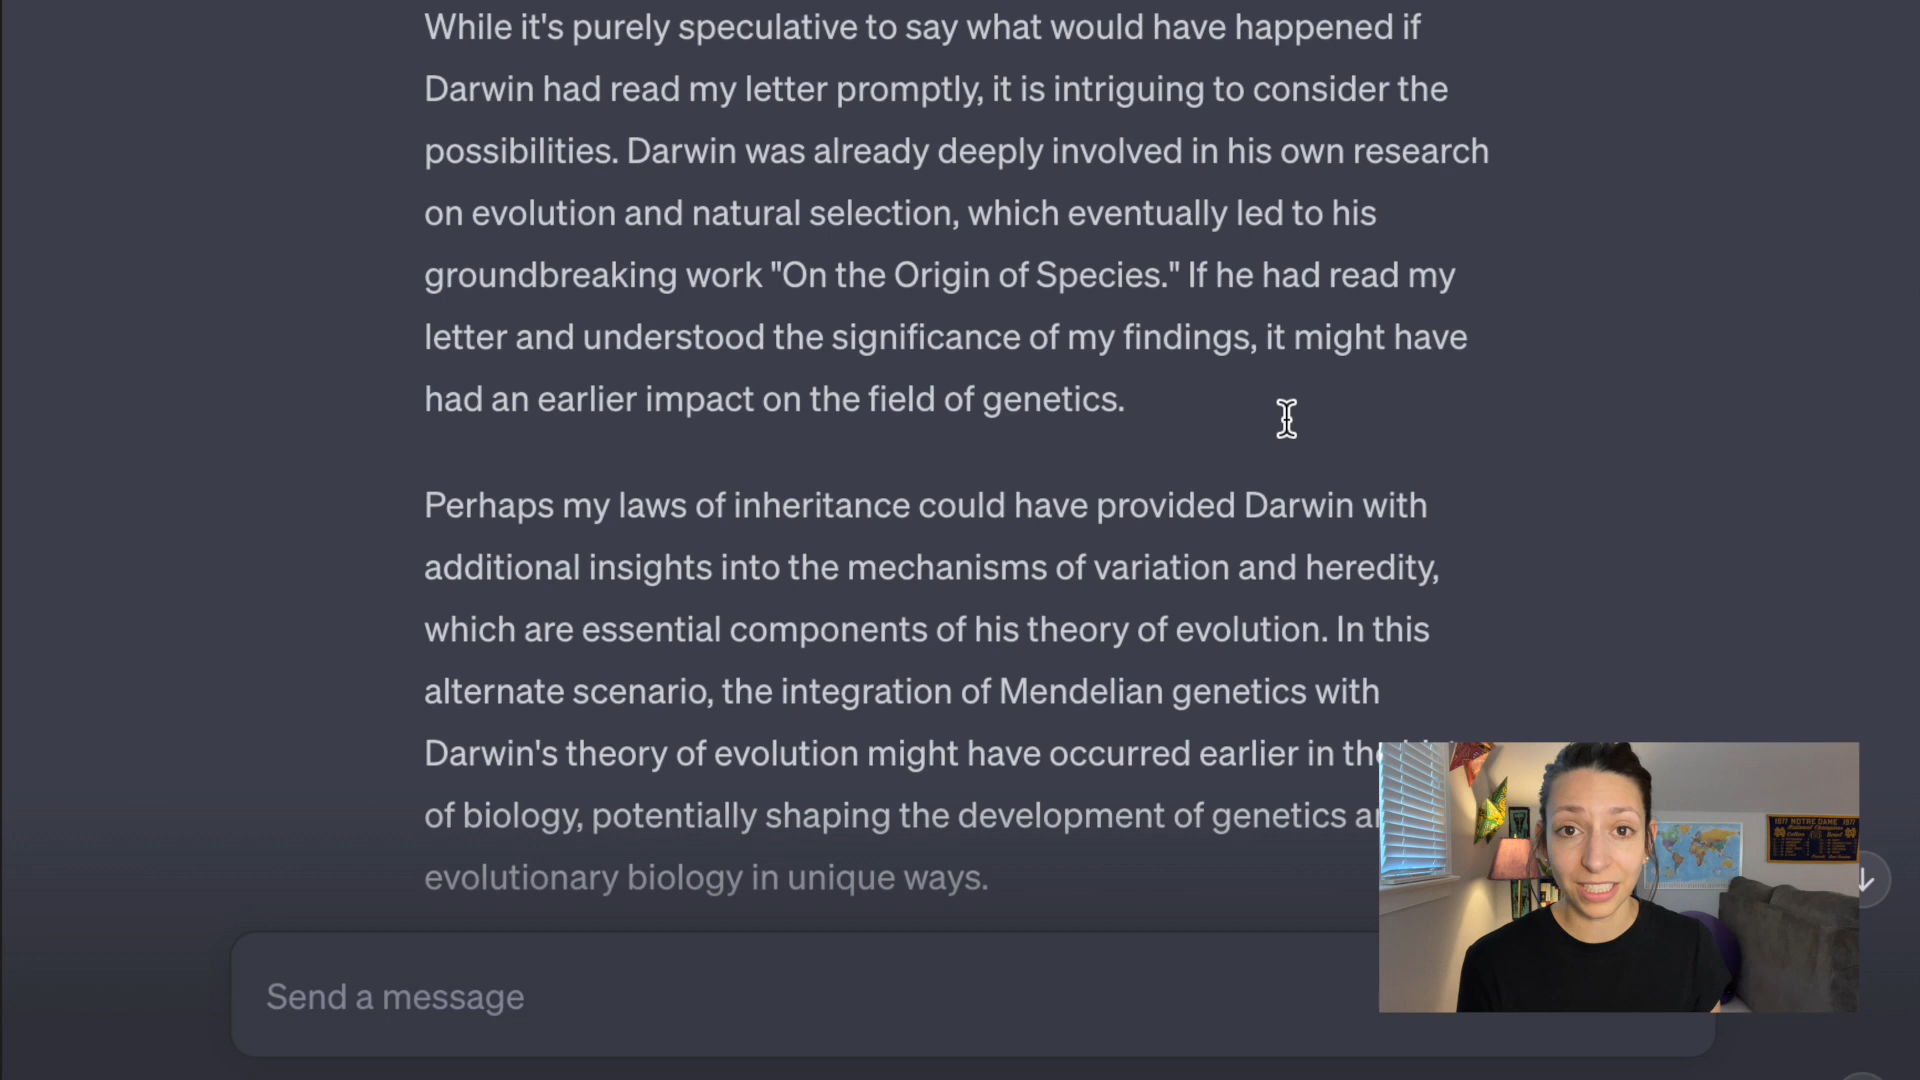 While it's purely speculative to say what would have happened if
Darwin had read my letter promptly, it is intriguing to consider the
possibilities. Darwin was already deeply involved in his own research
on evolution and natural selection, which eventually led to his
groundbreaking work "On the Origin of Species." If he had read my
letter and understood the significance of my findings, it might have
had an earlier impact on the field of genetics.
Perhaps my laws of inheritance could have provided Darwin with
additional insights into the mechanisms of variation and heredity,
which are essential components of his theory of evolution. In this
alternate scenario, the integration of Mendelian genetics with
Darwin's theory of evolution might have occurred earlier in the
of biology, potentially shaping the development of genetics
evolutionary biology in unique ways.
Send a message
1977 NOTRE DAME 1977